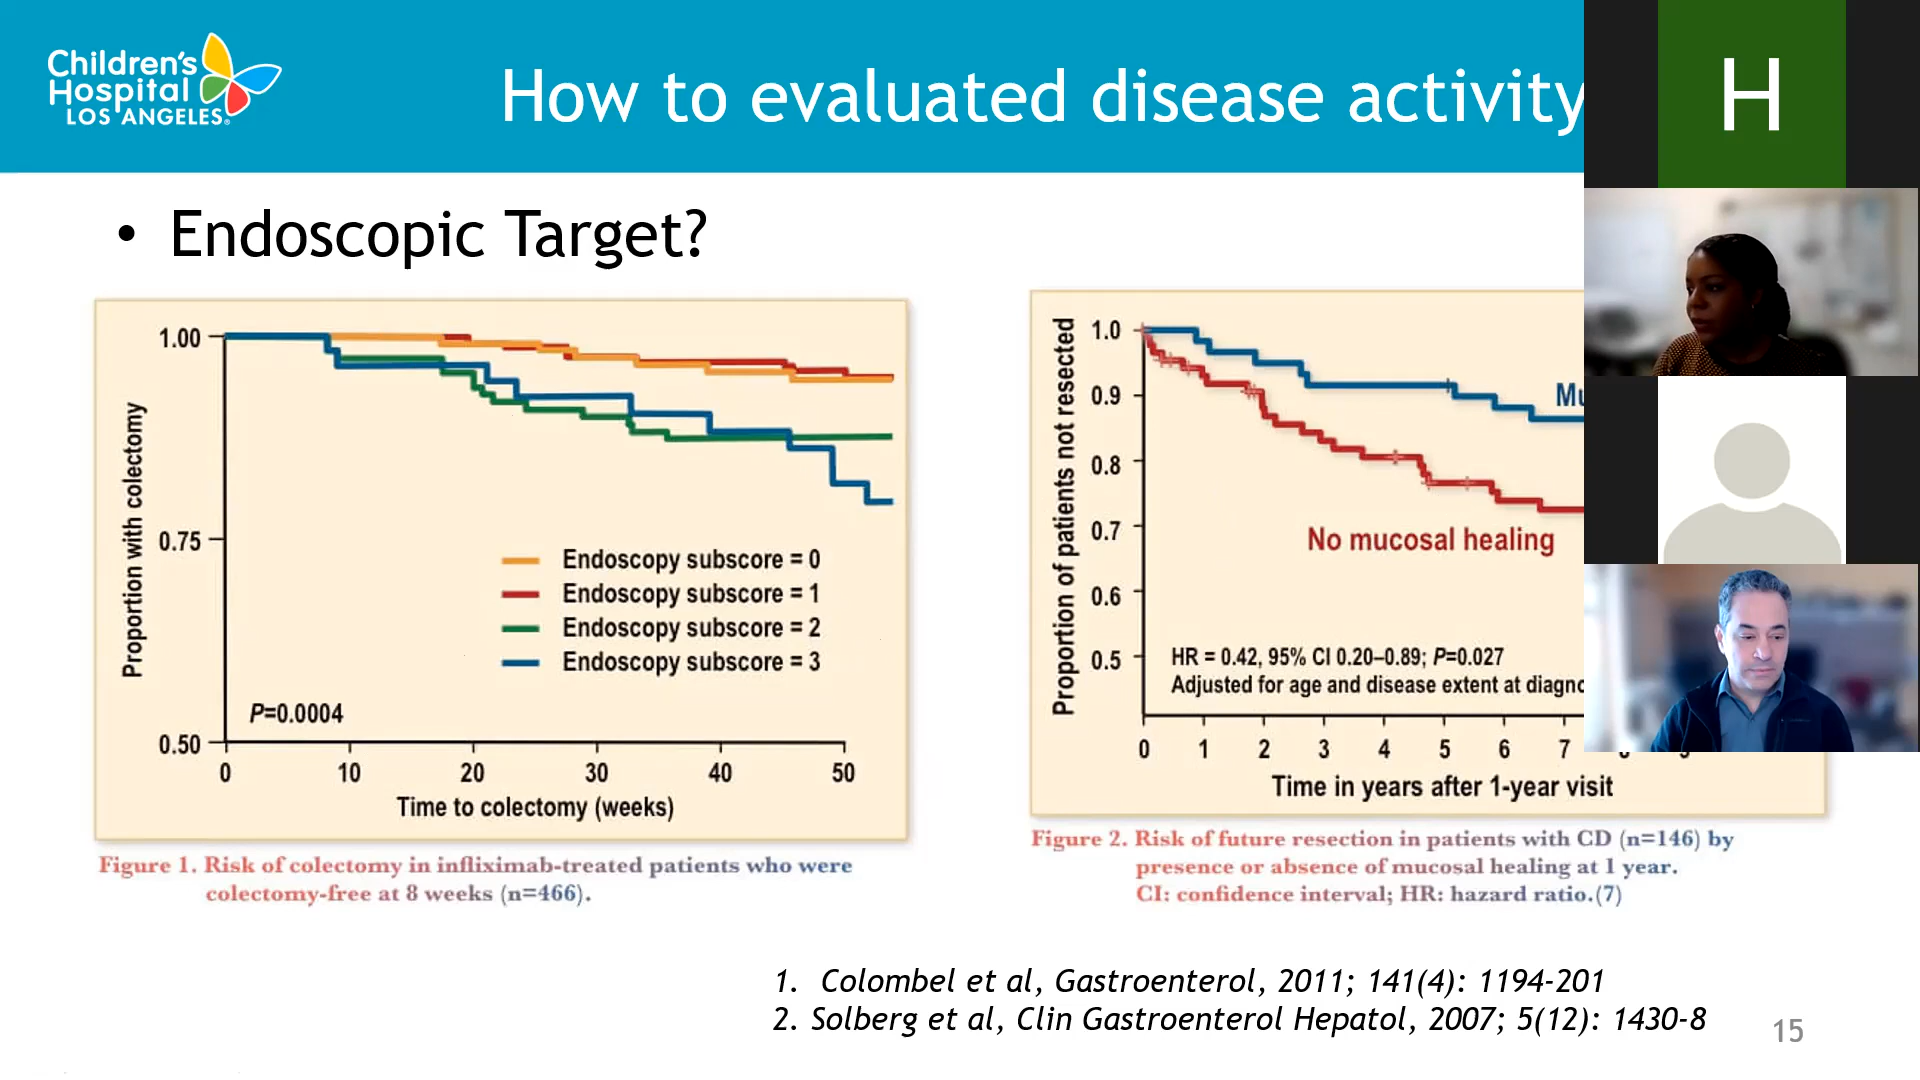 Children's
Hospital
LOS ANGELES®
How to evaluated disease activity
H
• Endoscopic Target?
Proportion with colectomy
1.00
0.75
0.50
Endoscopy subscore = 0
Endoscopy subscore = 1
Endoscopy subscore = 2
Endoscopy subscore = 3
P=0.0004
0 10 20 30 40 50
Time to colectomy (weeks)
Figure 1. Risk of colectomy in infliximab-treated patients who were
colectomy-free at 8 weeks (n=466).
Proportion of patients not resected
1.0
0.9
0.8
0.7
0.6
0.5
No mucosal healing
HR = 0.42, 95% CI 0.20–0.89; P=0.027
Adjusted for age and disease extent at
0 1 2 3 4 5 6 7
Time in years after 1-year visit
Figure 2. Risk of future resection in patients with CD (n=146) by
presence or absence of mucosal healing at 1 year.
CI: confidence interval; HR: hazard ratio.(7)
1. Colombel et al, Gastroenterol, 2011; 141(4): 1194-201
2. Solberg et al, Clin Gastroenterol Hepatol, 2007; 5(12): 1430-8
15